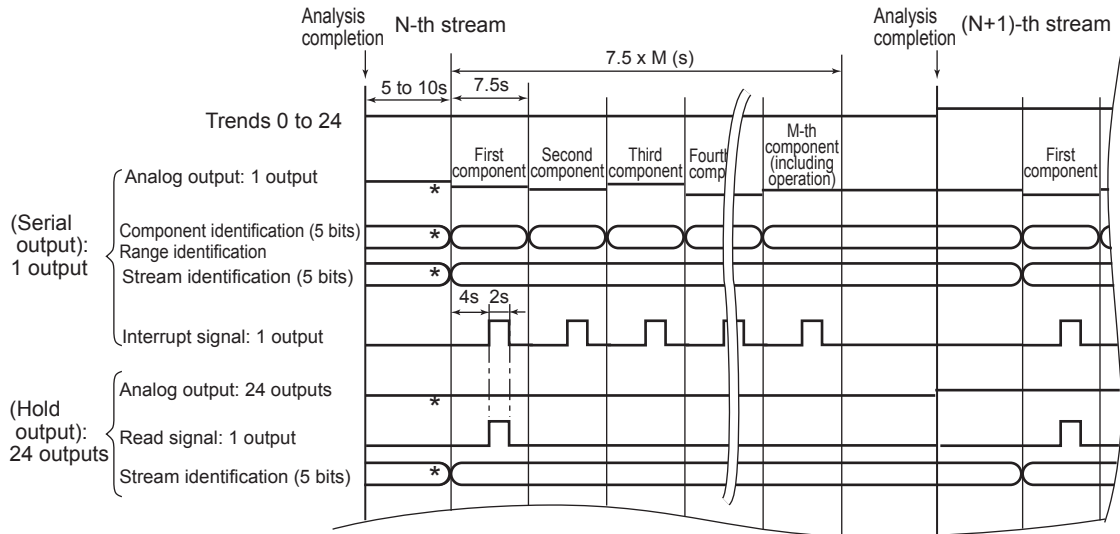 Analysis
completion
N-th stream
Analysis
completion
(N+1)-th stream
7.5 x M (s)
5 to 10s
7.5s
Trends 0 to 24
First
component
Second
component
Third
component
Fourth
comp
M-th
component
(including
operation)
First
component
(Serial
output):
1 output
Analog output: 1 output
*
Component identification (5 bits)
Range identification
*
Stream identification (5 bits)
*
4s
2s
Interrupt signal: 1 output
(Hold
output):
24 outputs
Analog output: 24 outputs
*
Read signal: 1 output
Stream identification (5 bits)
*